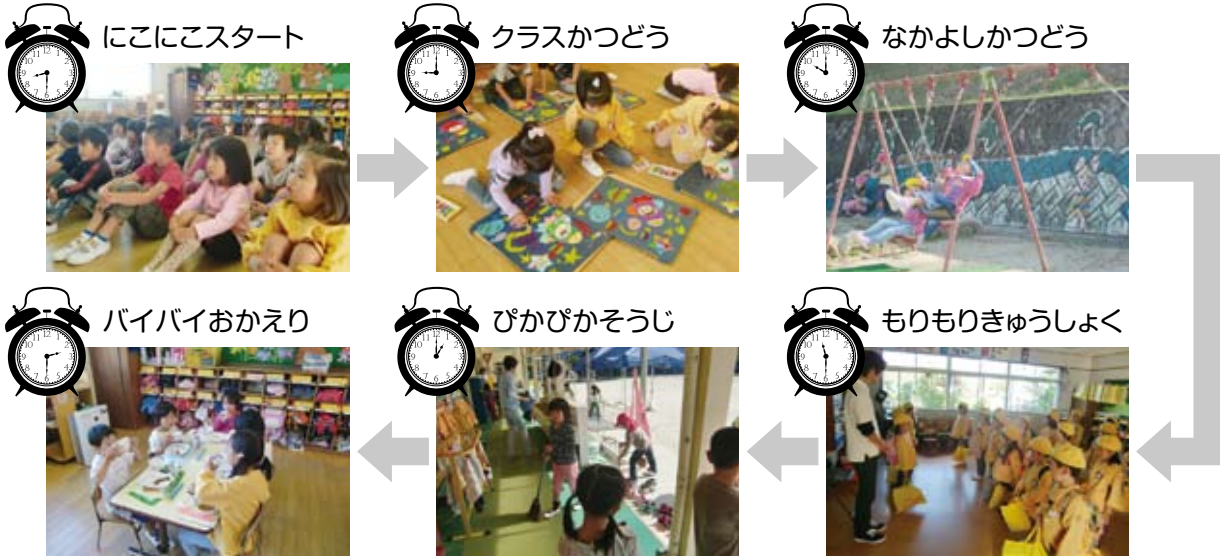 にこにこスタート
クラスかつどう
なかよしかつどう
もりもりきゅうしょく
ぴかぴかそうじ
バイバイおかえり